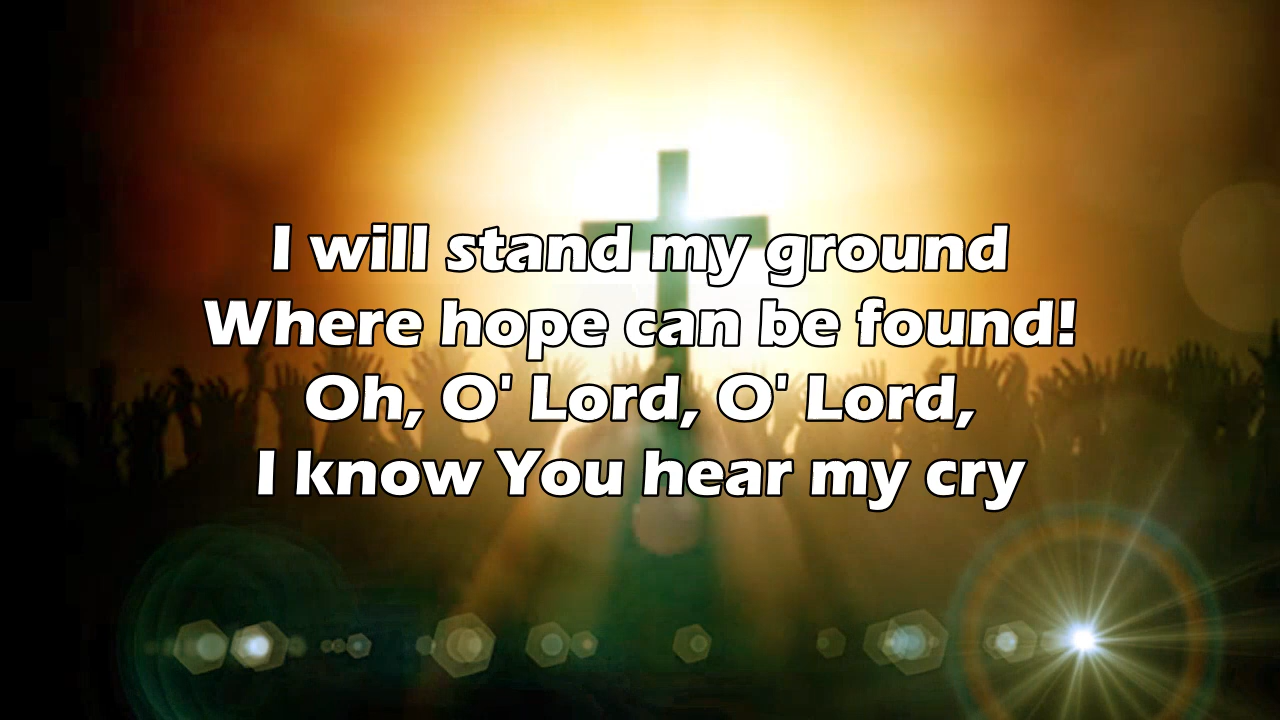 I will stand my ground
Where hope can be found!
Oh, O' Lord, O' Lord,
I know You hear my cry